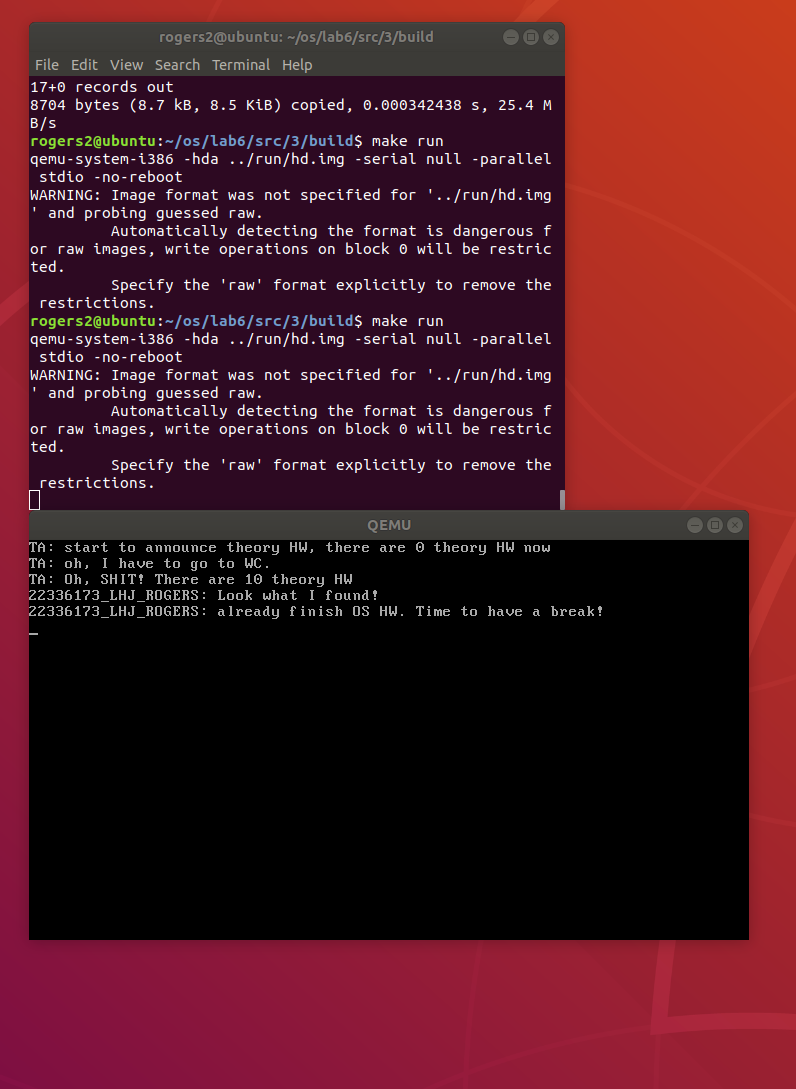 rogers2@ubuntu: ~/os/lab6/src/3/build
File Edit View Search Terminal Help
17+0 records out
8704 bytes (8.7 kB, 8.5 KiB) copied, 0.000342438 s, 25.4 M
B/s
rogers2@ubuntu:~/os/lab6/src/3/build$ make run
qemu-system-i386 -hda ../run/hd.img -serial null -parallel
 stdio -no-reboot
WARNING: Image format was not specified for '../run/hd.img
' and probing guessed raw.
         Automatically detecting the format is dangerous f
or raw images, write operations on block 0 will be restric
ted.
         Specify the 'raw' format explicitly to remove the
 restrictions.
rogers2@ubuntu:~/os/lab6/src/3/build$ make run
qemu-system-i386 -hda ../run/hd.img -serial null -parallel
 stdio -no-reboot
WARNING: Image format was not specified for '../run/hd.img
' and probing guessed raw.
         Automatically detecting the format is dangerous f
or raw images, write operations on block 0 will be restric
ted.
         Specify the 'raw' format explicitly to remove the
 restrictions.
QEMU
TA: start to announce theory HW, there are 0 theory HW now
TA: oh, I have to go to WC.
TA: Oh, SHIT! There are 10 theory HW
22336173_LHJ_ROGERS: Look what I found!
22336173_LHJ_ROGERS: already finish OS HW. Time to have a break!